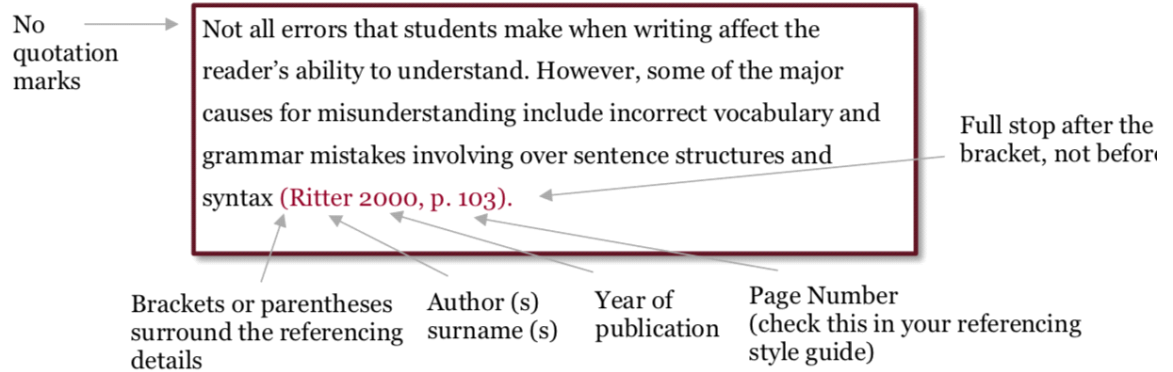 No
quotation
marks
Not all errors that students make when writing affect the
reader's ability to understand. However, some of the major
causes for misunderstanding include incorrect vocabulary and
grammar mistakes involving over sentence structures and
syntax (Ritter 2000, p. 103).
Full stop after the
bracket, not before
Brackets or parentheses
surround the referencing
details
Author (s)
surname (s)
Year of
publication
Page Number
(check this in your referencing
style guide)